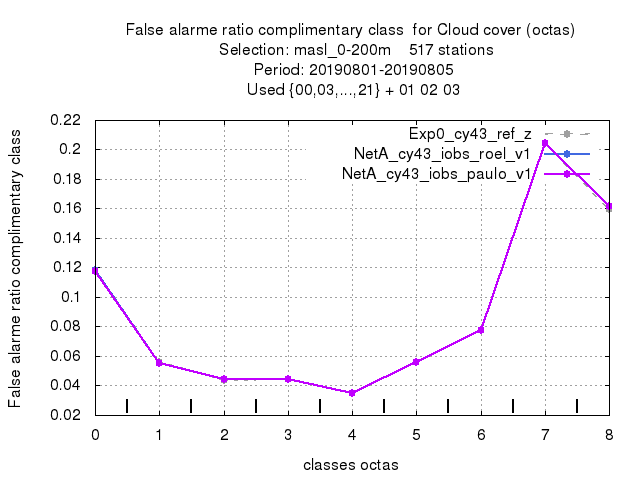 False alarme ratio complimentary class  for Cloud cover (octas)
Selection: masl_0-200m    517 stations
Period: 20190801-20190805
Used {00,03,...,21} + 01 02 03
False alarme ratio complimentary class
0.22
0.2
0.18
0.16
0.14
0.12
0.1
0.08
0.06
0.04
0.02
Exp0_cy43_ref_z
NetA_cy43_iobs_roel_v1
NetA_cy43_iobs_paulo_v1
0 1 2 3 4 5 6 7 8
classes octas